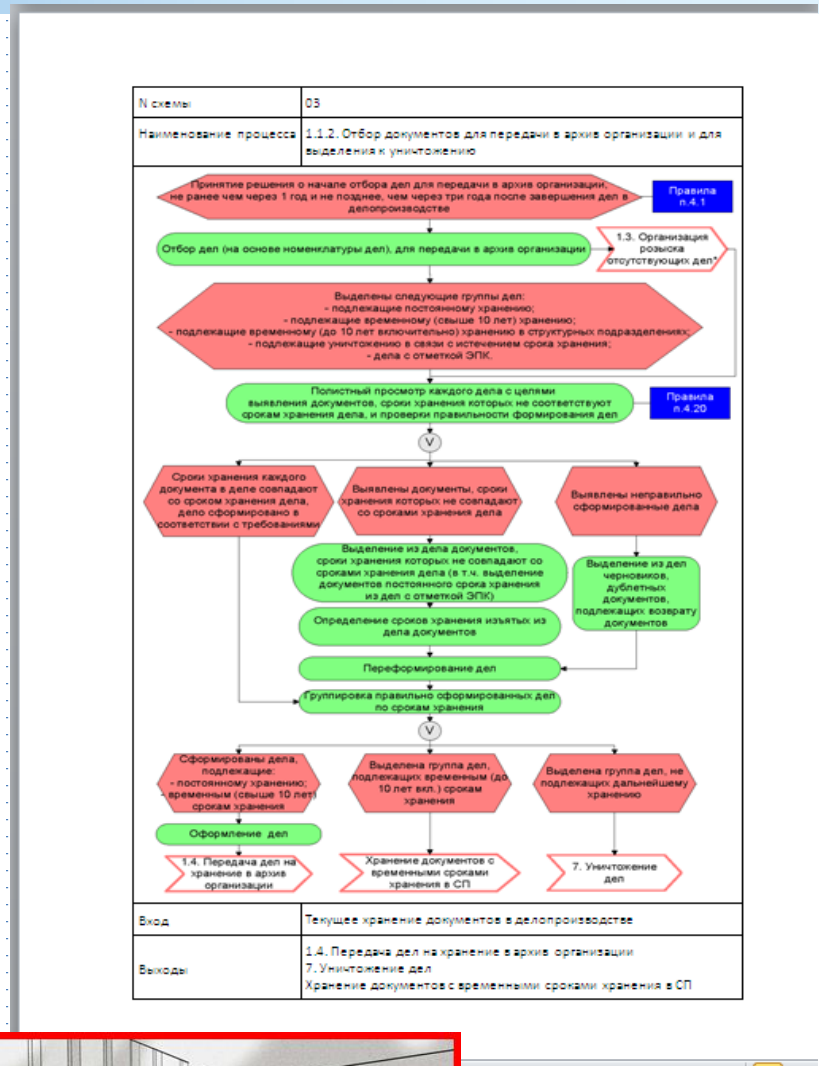 N схемы
03
Наименование процесса
1.1.2. Отбор документов для передачи в архив организации и для
выделения к уничтожению
Принятие решения о начале отбора дел для передачи в архив организации,
не ранее чем через 1 год и не позднее, чем через три года после завершения дел в
делопроизводстве
Правила
п.4.1
Отбор дел (на основе номенклатуры дел), для передачи в архив организации
1.3. Организация
розыска
отсутствующих дел*
Выделены следующие группы дел:
- подлежащие постоянному хранению;
- подлежащие временному (свыше 10 лет) хранению;
- подлежащие временному (до 10 лет включительно) хранению в структурных подразделениях;
- подлежащие уничтожению в связи с истечением срока хранения;
- дела с отметкой ЭПК.
Полистный просмотр каждого дела с целями
выявления документов, сроки хранения которых не соответствуют
срокам хранения дела, и проверки правильности формирования дел
Правила
п.4.20
V
Сроки хранения каждого
документа в деле совпадают
со сроком хранения дела,
дело сформировано в
соответствии с требованиями
Выявлены документы, сроки
хранения которых не совпадают
со сроками хранения дела
Выявлены неправильно
сформированные дела
Выделение из дела документов,
сроки хранения которых не совпадают со
сроками хранения дела (в т.ч. выделение
документов постоянного срока хранения
из дел с отметкой ЭПК)
Выделение из дел
черновиков,
дублетных
документов,
подлежащих возврату
документов
Определение сроков хранения изъятых из
дела документов
Переформирование дел
Группировка правильно сформированных дел
по срокам хранения
V
Сформированы дела,
подлежащие:
- постоянному хранению;
- временным (свыше 10 лет)
срокам хранения
Выделена группа дел,
подлежащих временным (до
10 лет вкл.) срокам
хранения
Выделена группа дел, не
подлежащих дальнейшему
хранению
Оформление дел
1.4. Передача дел на
хранение в архив
организации
Хранение документов с
временными сроками
хранения в СП
7. Уничтожение
дел
Вход
Текущее хранение документов в делопроизводстве
Выходы
1.4. Передача дел на хранение в архив организации
7. Уничтожение дел
Хранение документов с временными сроками хранения в СП